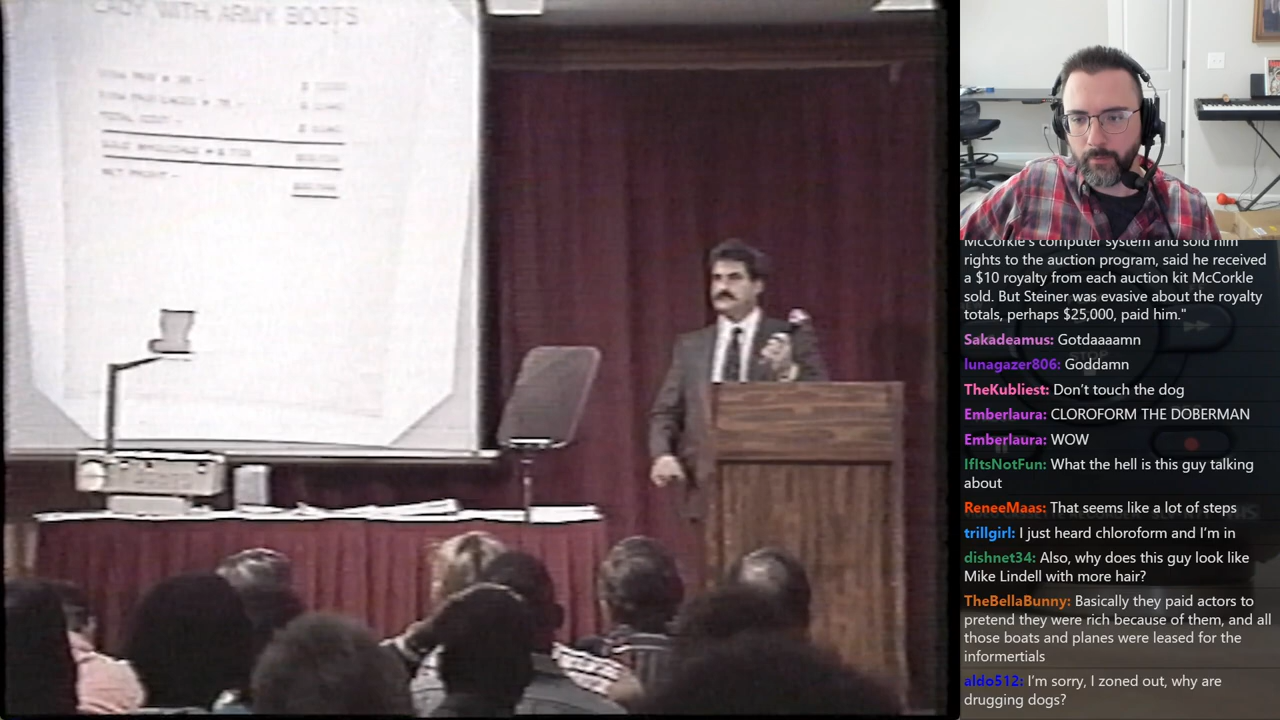 LADY WITH ARMY BOOTS
TOTAL COST -
NET PROFIT -
McCorkle's computer system and sold him
rights to the auction program, said he received
a $10 royalty from each auction kit McCorkle
sold. But Steiner was evasive about the royalty
totals, perhaps $25,000, paid him."
Sakadeamus: Gotdaaaamn
lunagazer806: Goddamn
TheKubliest: Don't touch the dog
Emberlaura: CLOROFORM THE DOBERMAN
Emberlaura: WOW
IfItsNotFun: What the hell is this guy talking
about
ReneeMaas: That seems like a lot of steps
trillgirl: I just heard chloroform and I'm in
dishnet34: Also, why does this guy look like
Mike Lindell with more hair?
TheBellaBunny: Basically they paid actors to
pretend they were rich because of them, and all
those boats and planes were leased for the
informertials
aldo512: I'm sorry, I zoned out, why are
drugging dogs?